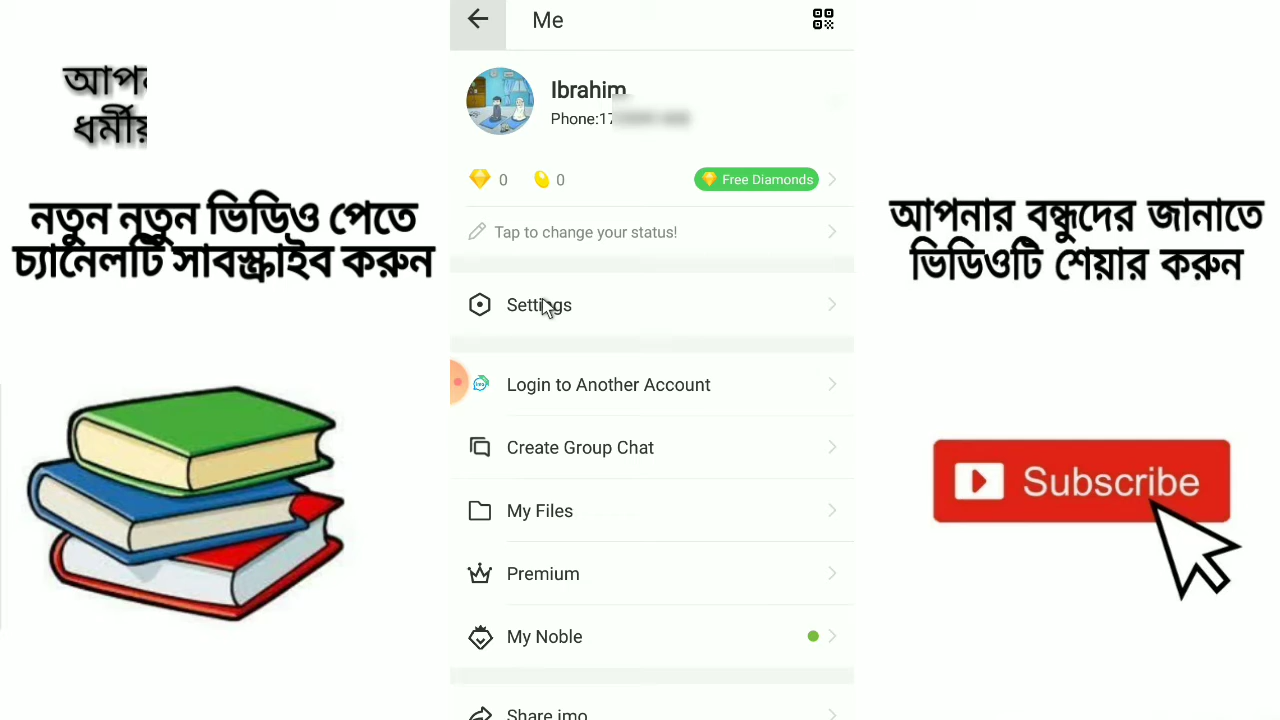 Me
Ibrahim
Phone:17
0
0
Free Diamonds
Tap to change your status!
Settings
Login to Another Account
Create Group Chat
My Files
Premium
My Noble
Share imo
নতুন নতুন ভিডিও পেতে
চ্যানেলটি সাবস্ক্রাইব করুন
আপনার বন্ধুদের জানাতে
ভিডিওটি শেয়ার করুন
Subscribe